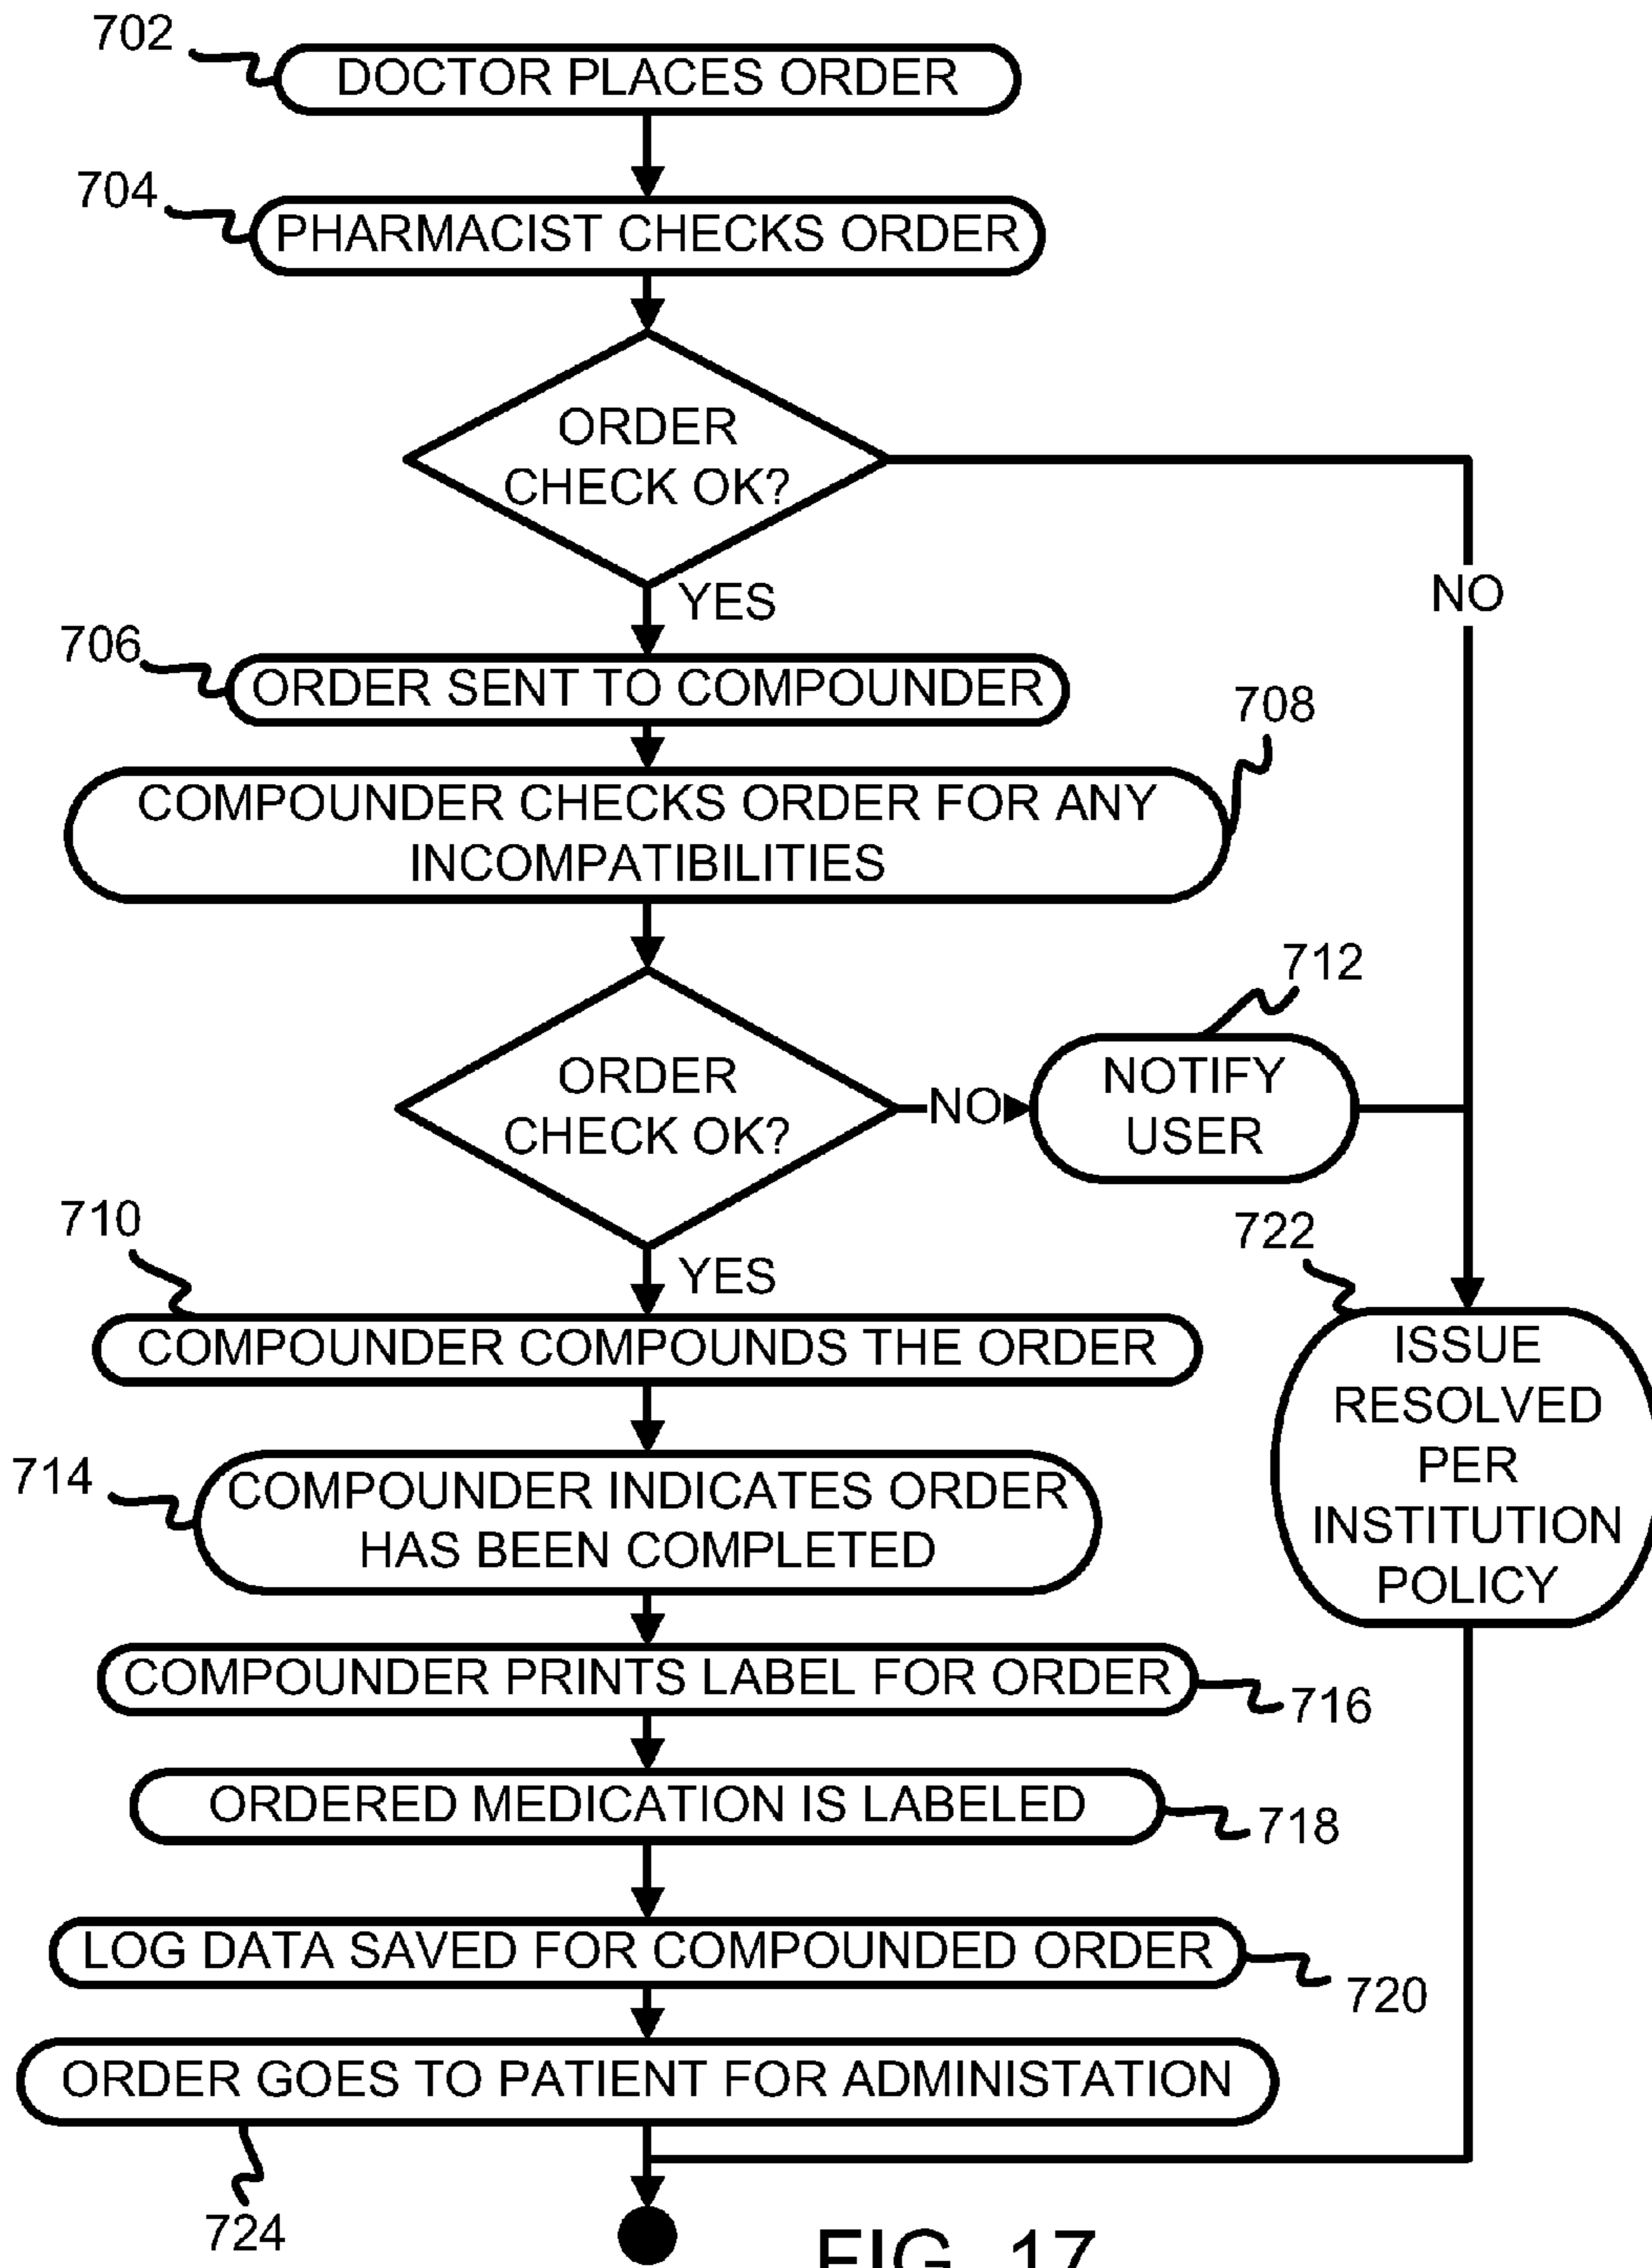 702
DOCTOR PLACES ORDER
704
PHARMACIST CHECKS ORDER
ORDER
CHECK OK?
NO
YES
706
ORDER SENT TO COMPOUNDER
708
COMPOUNDER CHECKS ORDER FOR ANY
INCOMPATIBILITIES
712
ORDER
CHECK OK?
NO
NOTIFY
USER
710
YES
722
COMPOUNDER COMPOUNDS THE ORDER
ISSUE
RESOLVED
PER
INSTITUTION
POLICY
714
COMPOUNDER INDICATES ORDER
HAS BEEN COMPLETED
COMPOUNDER PRINTS LABEL FOR ORDER
716
ORDERED MEDICATION IS LABELED
718
LOG DATA SAVED FOR COMPOUNDED ORDER
720
ORDER GOES TO PATIENT FOR ADMINISTATION
724
FIG. 17